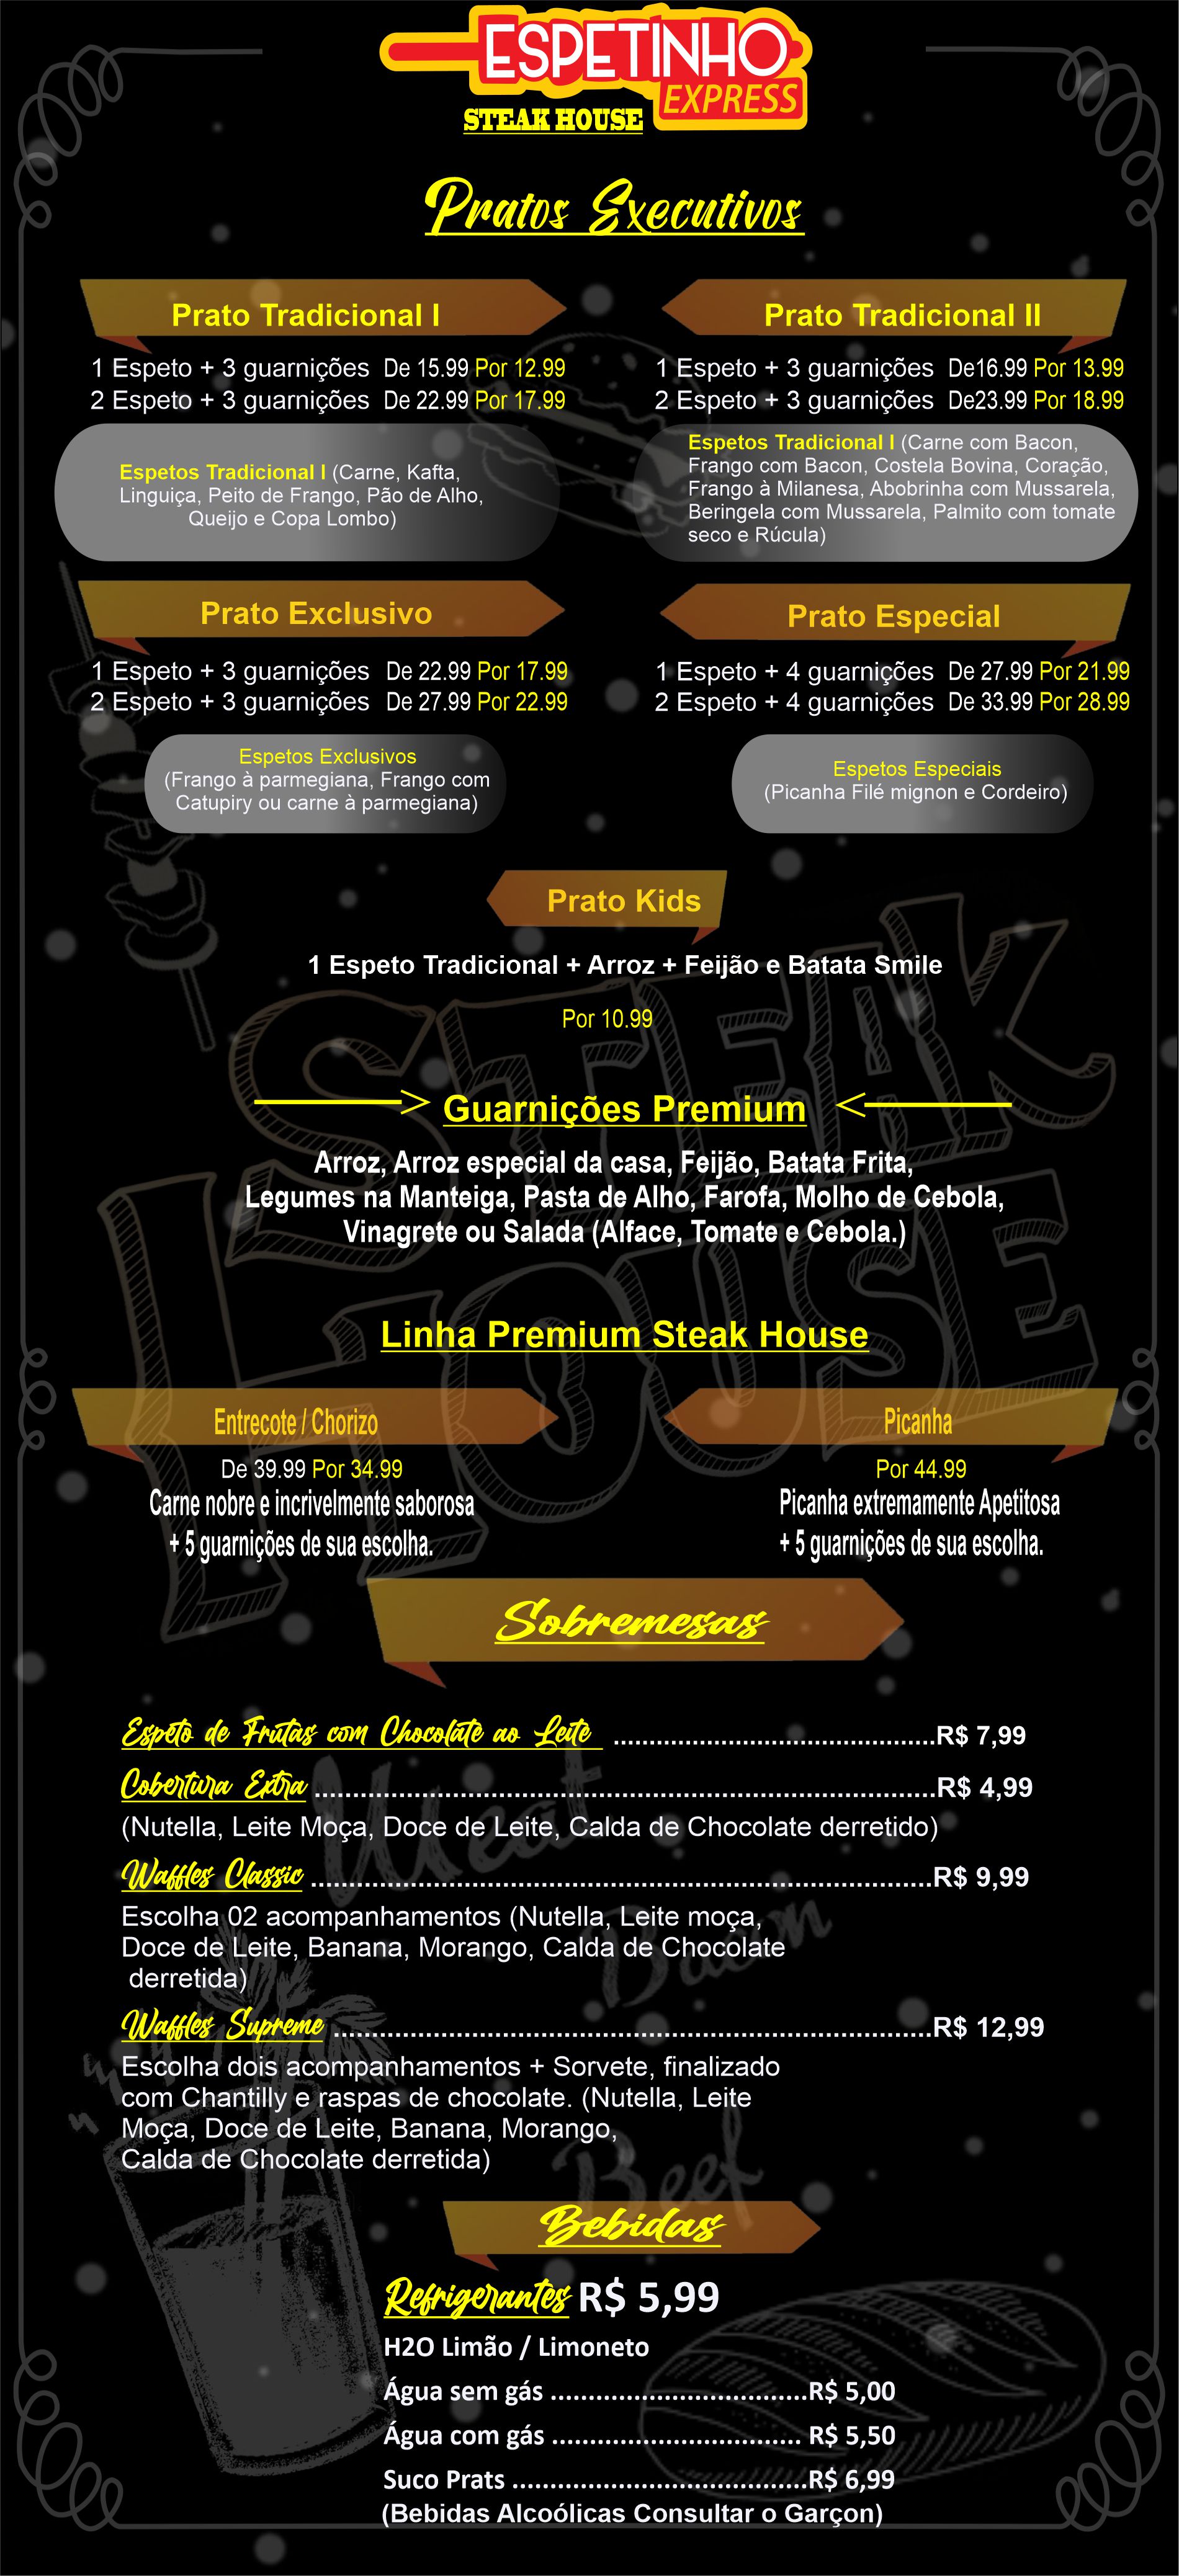 ESPETINHO
EXPRESS
STEAK HOUSE
Pratos Executivos
Prato Tradicional I
1 Espeto + 3 guarnições De 15.99 Por 12.99
2 Espeto + 3 guarnições De 22.99 Por 17.99
Espetos Tradicional I (Carne, Kafta,
Linguiça, Peito de Frango, Pão de Alho,
Queijo e Copa Lombo)
Prato Tradicional II
1 Espeto + 3 guarnições De16.99 Por 13.99
2 Espeto + 3 guarnições De23.99 Por 18.99
Espetos Tradicional I (Carne com Bacon,
Frango com Bacon, Costela Bovina, Coração,
Frango à Milanesa, Abobrinha com Mussarela,
Beringela com Mussarela, Palmito com tomate
seco e Rúcula)
Prato Exclusivo
1 Espeto + 3 guarnições De 22.99 Por 17.99
2 Espeto + 3 guarnições De 27.99 Por 22.99
Espetos Exclusivos
(Frango à parmegiana, Frango com
Catupiry ou carne à parmegiana)
Prato Especial
1 Espeto + 4 guarnições De 27.99 Por 21.99
2 Espeto + 4 guarnições De 33.99 Por 28.99
Espetos Especiais
(Picanha Filé mignon e Cordeiro)
Prato Kids
1 Espeto Tradicional + Arroz + Feijão e Batata Smile
Por 10.99
STEAK
HOUSE
Guarnições Premium
Arroz, Arroz especial da casa, Feijão, Batata Frita,
Legumes na Manteiga, Pasta de Alho, Farofa, Molho de Cebola,
Vinagrete ou Salada (Alface, Tomate e Cebola.)
Linha Premium Steak House
Entrecote / Chorizo
De 39.99 Por 34.99
Carne nobre e incrivelmente saborosa
+ 5 guarnições de sua escolha.
Picanha
Por 44.99
Picanha extremamente Apetitosa
+ 5 guarnições de sua escolha.
Sobremesas
Espeto de Frutas com Chocolate ao Leite .............................................R$ 7,99
Cobertura Extra ....................................................................................R$ 4,99
(Nutella, Leite Moça, Doce de Leite, Calda de Chocolate derretido)
Meat
Waffles Classic ....................................................................................R$ 9,99
Escolha 02 acompanhamentos (Nutella, Leite moça,
Doce de Leite, Banana, Morango, Calda de Chocolate
derretida)
Bacom
Waffles Supreme ................................................................................R$ 12,99
Escolha dois acompanhamentos + Sorvete, finalizado
com Chantilly e raspas de chocolate. (Nutella, Leite
Moça, Doce de Leite, Banana, Morango,
Calda de Chocolate derretida)
Beef
Bebidas
Refrigerantes R$ 5,99
H2O Limão / Limoneto
Água sem gás ..................................R$ 5,00
Água com gás ................................. R$ 5,50
Suco Prats .......................................R$ 6,99
(Bebidas Alcoólicas Consultar o Garçon)